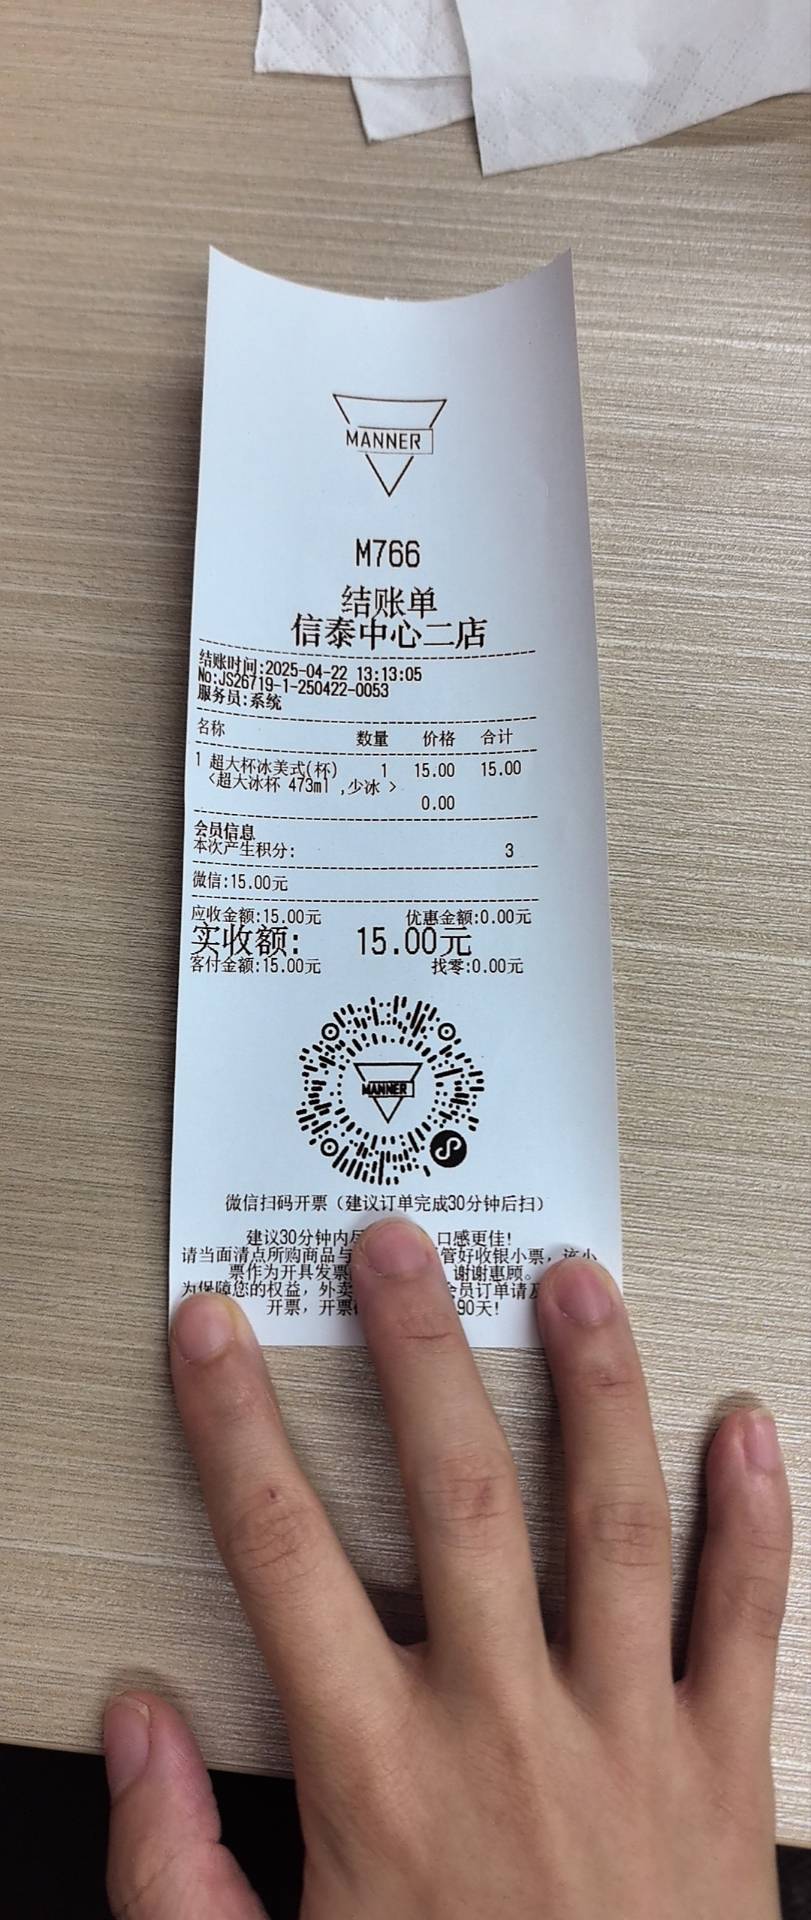 MANNER
M766
结账单
信泰中心二店
结账时间:2025-04-22 13:13:05
No:JS26719-1-250422-0053
服务员:系统
名称 数量 价格 合计
1 超大杯冰美式(杯) 1 15.00 15.00
<超大冰杯 473ml ,少冰 >
0.00
会员信息
本次产生积分: 3
微信:15.00元
应收金额:15.00元 优惠金额:0.00元
实收额: 15.00元
客付金额:15.00元 找零:0.00元
MANNER
微信扫码开票（建议订单完成30分钟后扫）
建议30分钟内 口感更佳!
请当面清点所购商品与 管好收银小票，该小
票作为开具发票 谢谢惠顾。
为保障您的权益，外卖 会员订单请
开票，开票 90天!